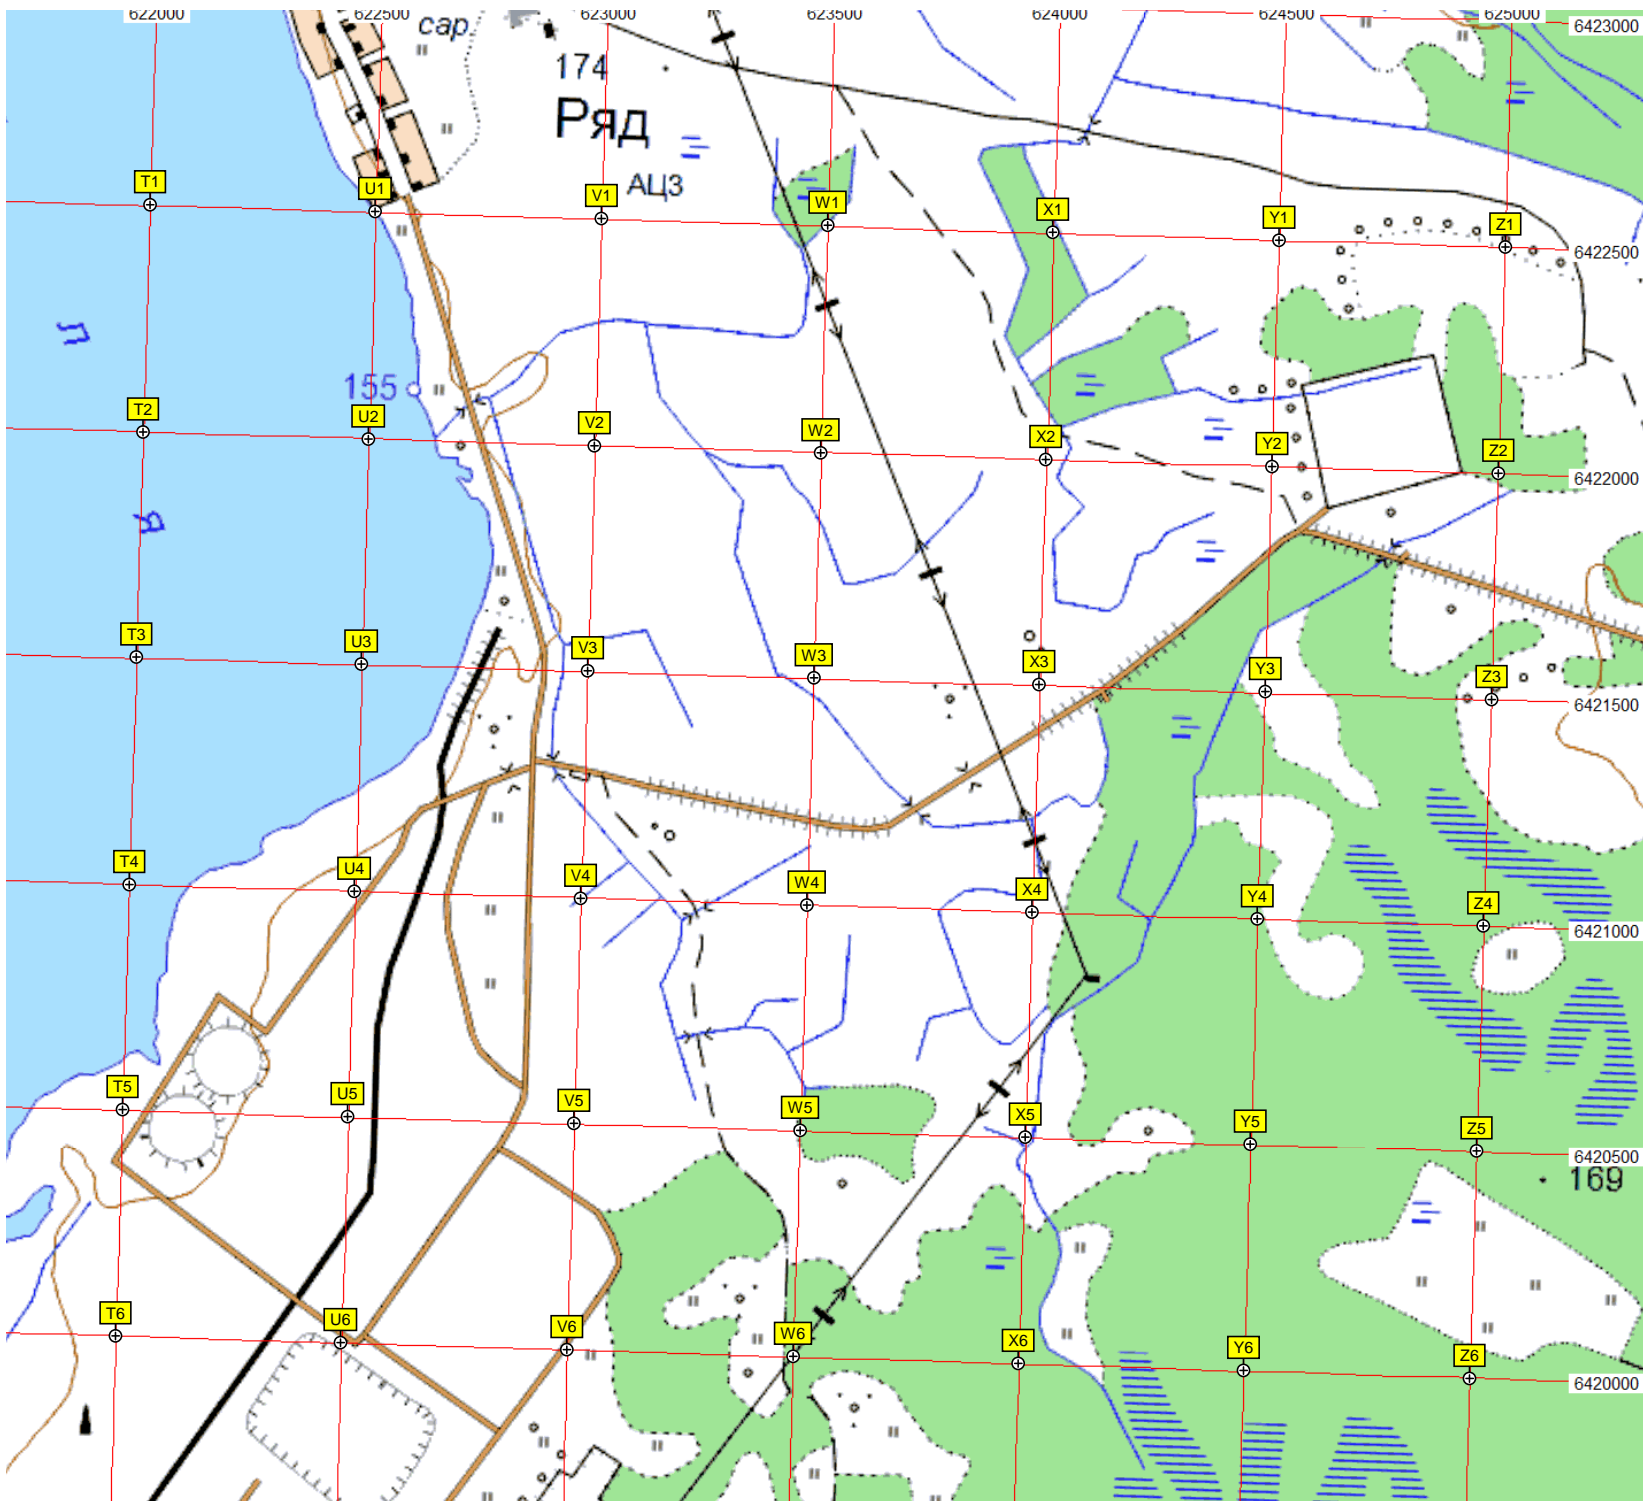 622000 622500 623000 623500 624000 624500 625000
сар.
6423000
174
Ряд
АЦЗ
T1 U1 V1 W1 X1 Y1 Z1
6422500
П
155
T2 U2 V2 W2 X2 Y2 Z2
6422000
Я
T3 U3 V3 W3 X3 Y3 Z3
6421500
T4 U4 V4 W4 X4 Y4 Z4
6421000
T5 U5 V5 W5 X5 Y5 Z5
6420500
169
T6 U6 V6 W6 X6 Y6 Z6
6420000